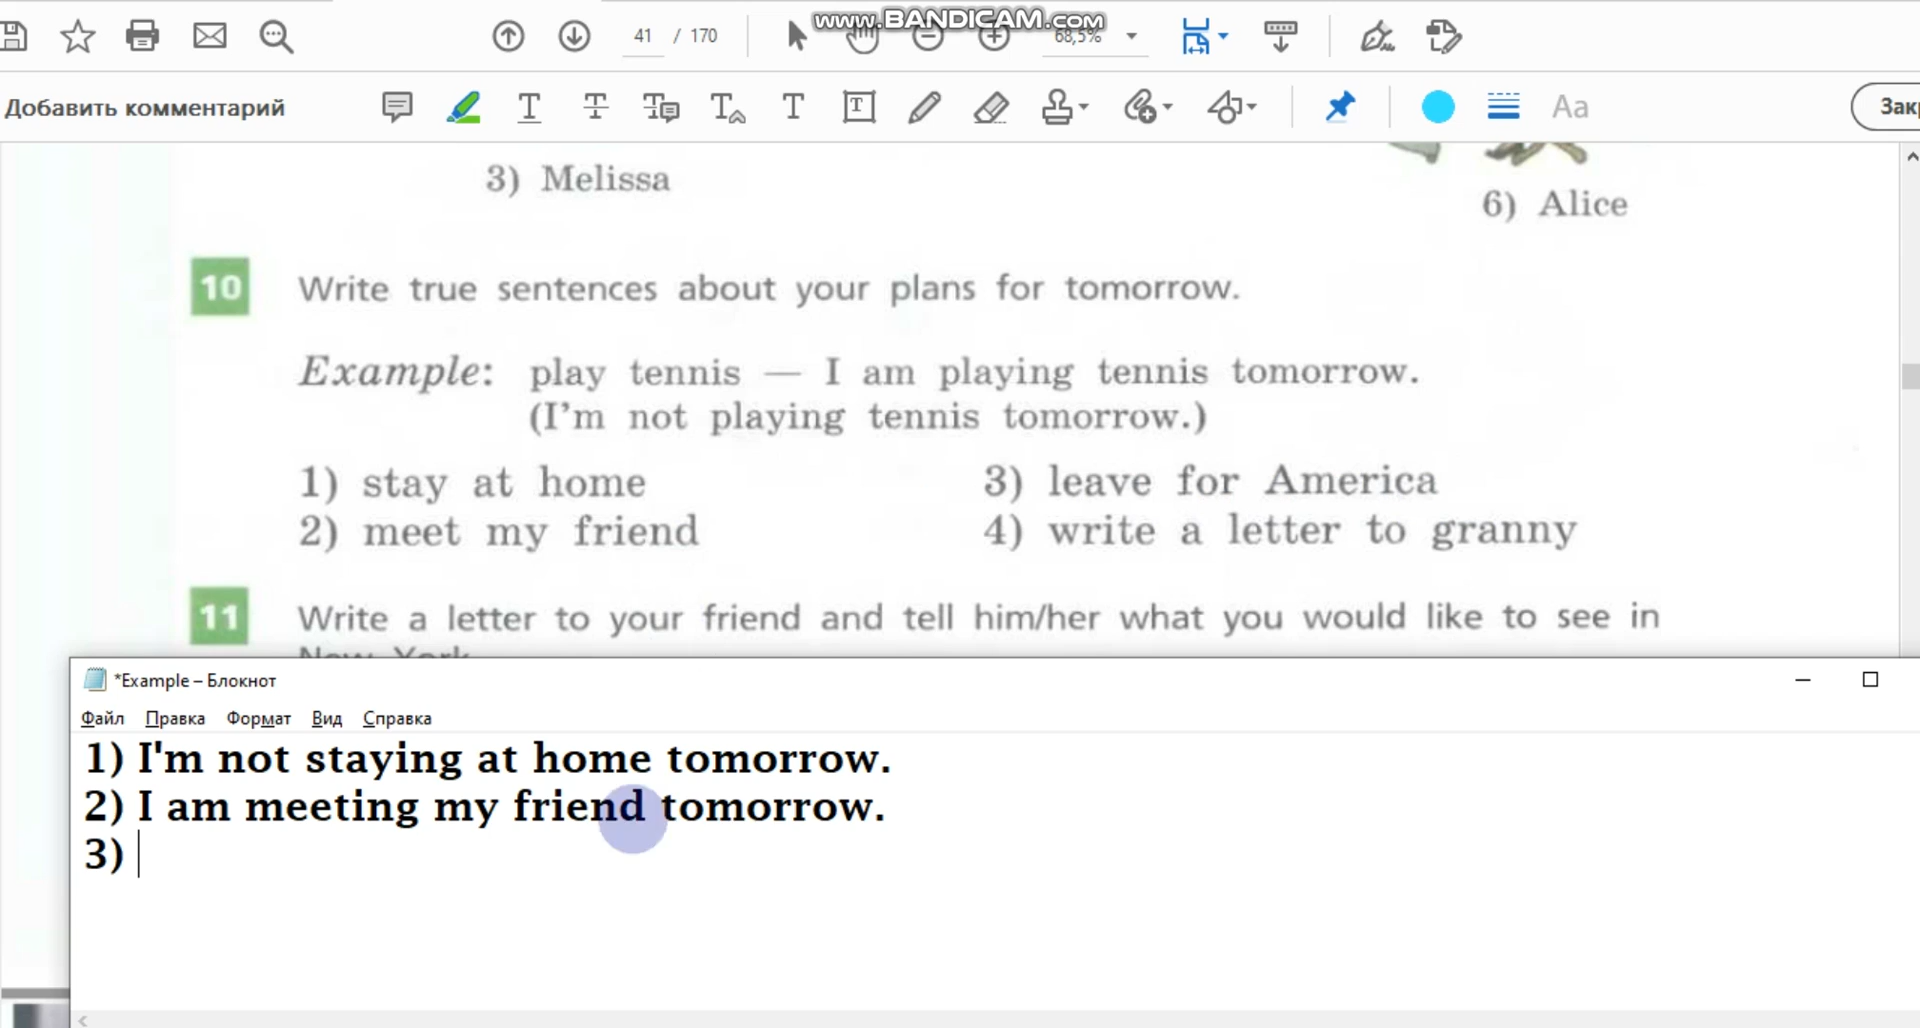 www.BANDICAM.com
41 / 170
68,5%
Добавить комментарий
Aa
3) Melissa
6) Alice
10 Write true sentences about your plans for tomorrow.
Example: play tennis — I am playing tennis tomorrow.
(I'm not playing tennis tomorrow.)
1) stay at home
2) meet my friend
3) leave for America
4) write a letter to granny
11 Write a letter to your friend and tell him/her what you would like to see in
New York
*Example – Блокнот
Файл Правка Формат Вид Справка
1) I'm not staying at home tomorrow.
2) I am meeting my friend tomorrow.
3)